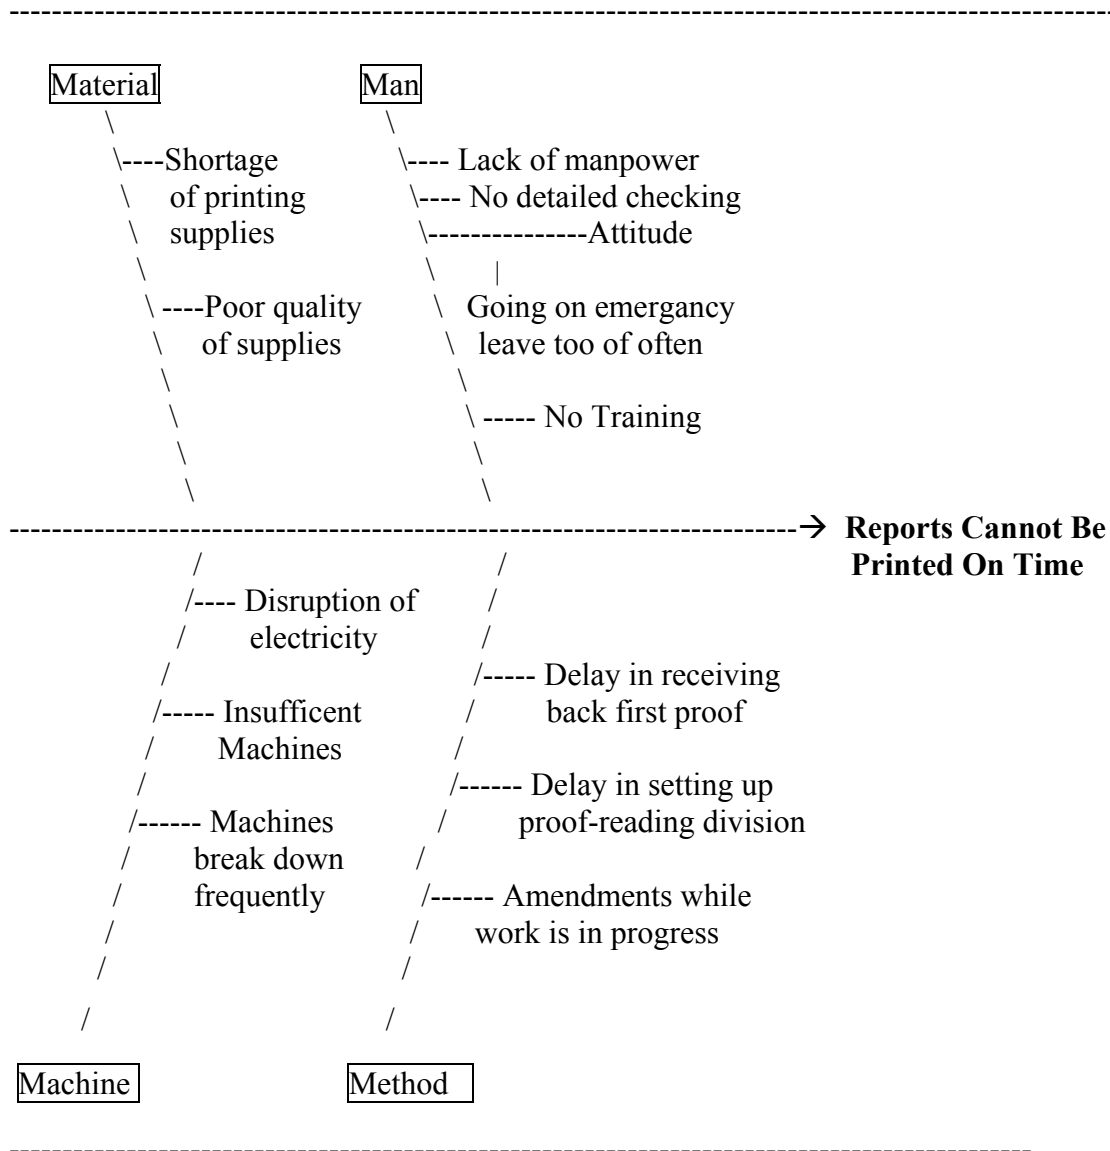 Material
Man
Shortage
of printing
supplies
Lack of manpower
No detailed checking
Attitude
Poor quality
of supplies
Going on emergancy
leave too of often
No Training
Reports Cannot Be
Printed On Time
Disruption of
electricity
Insufficent
Machines
Machines
break down
frequently
Delay in receiving
back first proof
Delay in setting up
proof-reading division
Amendments while
work is in progress
Machine
Method